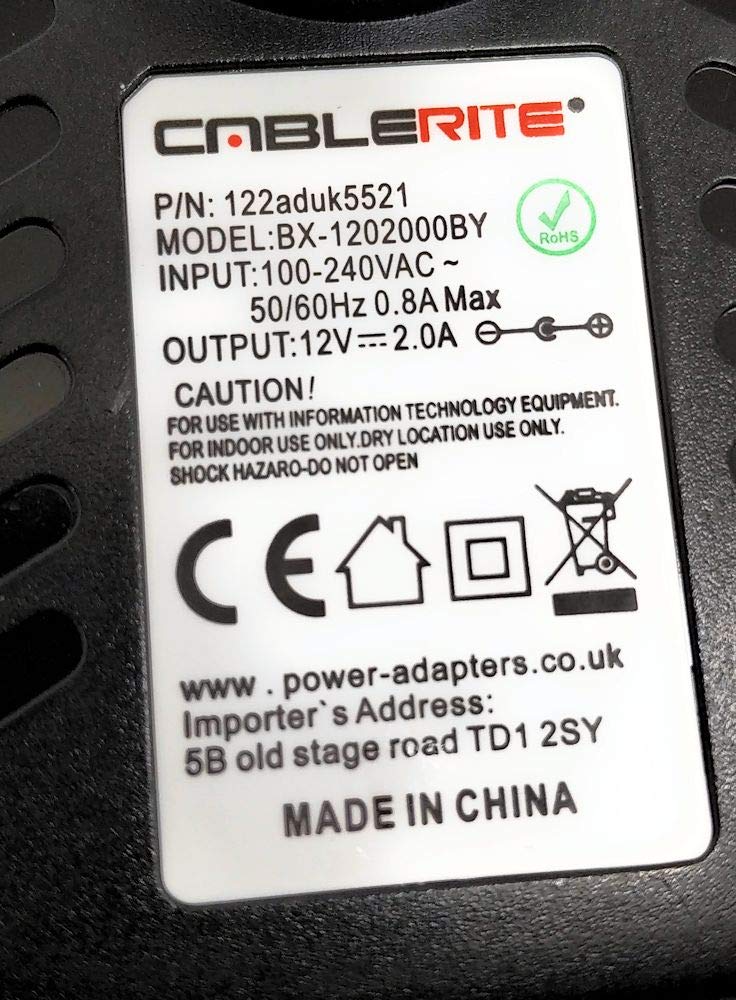 CABLERITE
P/N: 122aduk5521
MODEL:BX-1202000BY
RoHS
INPUT:100-240VAC ~
50/60Hz 0.8A Max
OUTPUT:12V⎓2.0A
CAUTION!
FOR USE WITH INFORMATION TECHNOLOGY EQUIPMENT.
FOR INDOOR USE ONLY.DRY LOCATION USE ONLY.
SHOCK HAZARO-DO NOT OPEN
CE
www . power-adapters.co.uk
Importer`s Address:
5B old stage road TD1 2SY
MADE IN CHINA